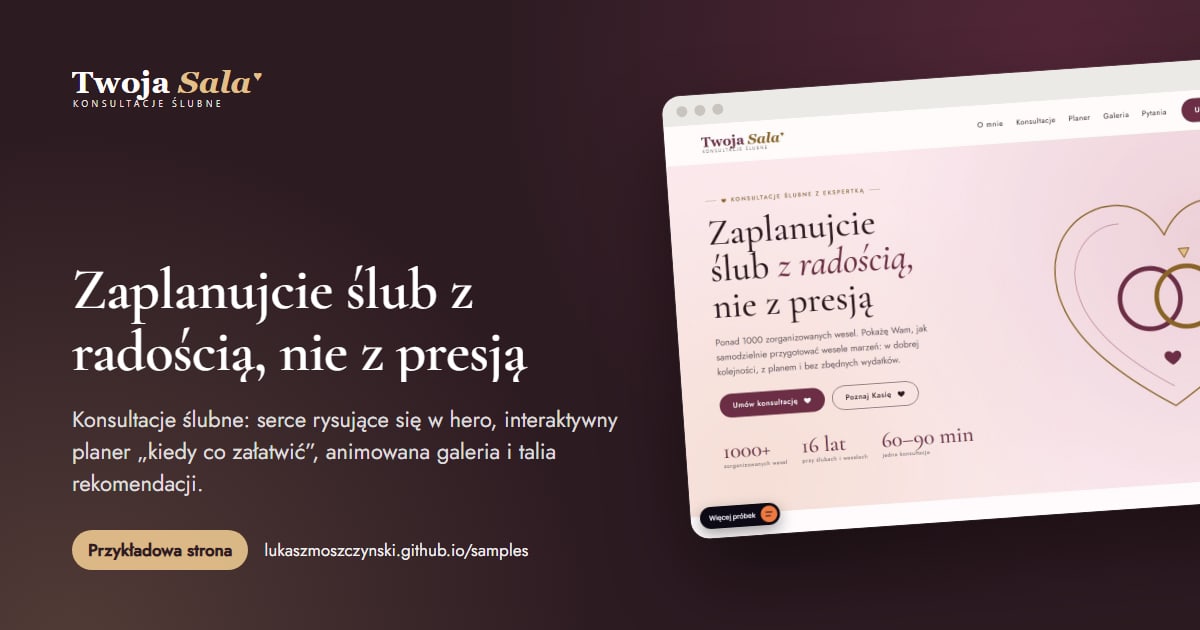 Twoja Sala♥
KONSULTACJE ŚLUBNE
Zaplanujcie ślub z
radością, nie z presją
Konsultacje ślubne: serce rysujące się w hero, interaktywny
planer „kiedy co załatwić”, animowana galeria i talia
rekomendacji.
Przykładowa strona
lukaszmoszczynski.github.io/samples
Twoja Sala♥
KONSULTACJE ŚLUBNE
O mnie Konsultacje Planer Galeria Pytania
♥ KONSULTACJE ŚLUBNE Z EKSPERTKĄ
Zaplanujcie
ślub z radością,
nie z presją
Ponad 1000 zorganizowanych wesel. Pokażę Wam, jak
samodzielnie przygotować wesele marzeń: w dobrej
kolejności, z planem i bez zbędnych wydatków.
Umów konsultację ♥ Poznaj Kasię ♥
1000+ 16 lat 60–90 min
zorganizowanych wesel przy ślubach i weselach jedna konsultacja
Więcej próbek